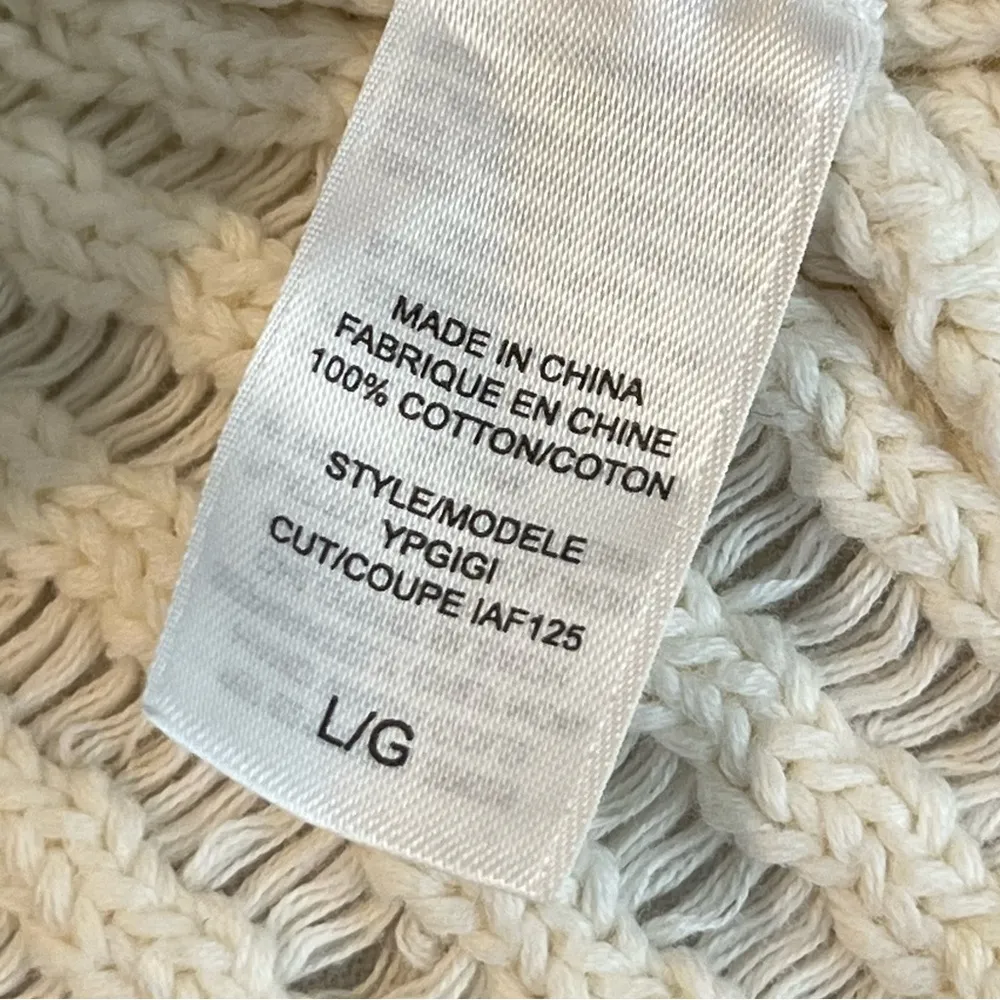 MADE IN CHINA
FABRIQUE EN CHINE
100% COTTON/COTON
STYLE/MODELE
YPGIGI
CUT/COUPE IAF125
L/G